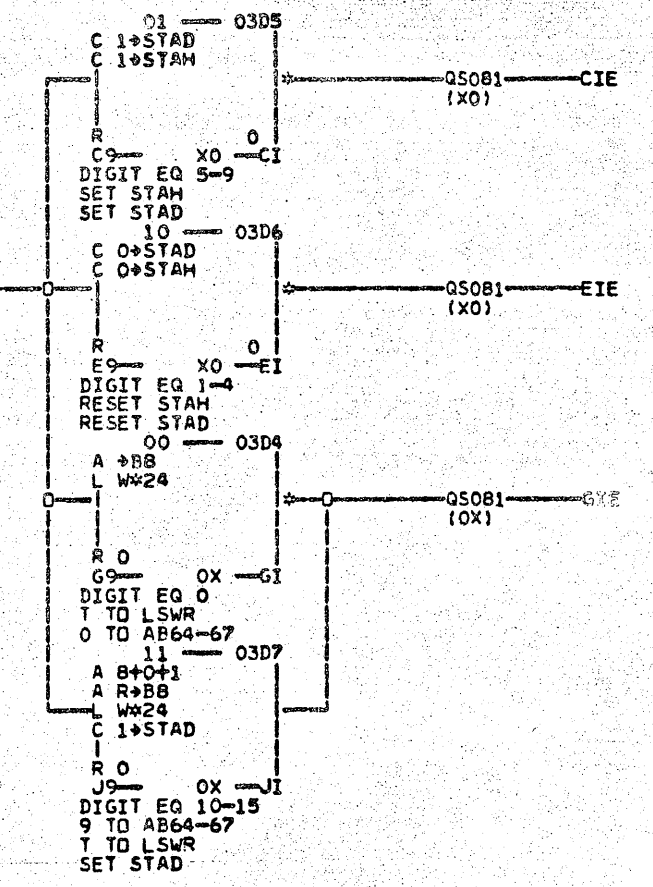 01 03D5
C 1→STAD
C 1→STAH
* QS081 CIE
(X0)
R 0
C9 X0 CI
DIGIT EQ 5-9
SET STAH
SET STAD
10 03D6
C 0→STAD
C 0→STAH
* QS081 EIE
(X0)
R 0
E9 X0 EI
DIGIT EQ 1-4
RESET STAH
RESET STAD
00 03D4
A →B8
L W*24
* QS081 GIE
(0X)
R 0
G9 0X GI
DIGIT EQ 0
T TO LSWR
0 TO AB64-67
11 03D7
A 8+0+1
A R→B8
L W*24
C 1→STAD
R 0
J9 0X JI
DIGIT EQ 10-15
9 TO AB64-67
T TO LSWR
SET STAD